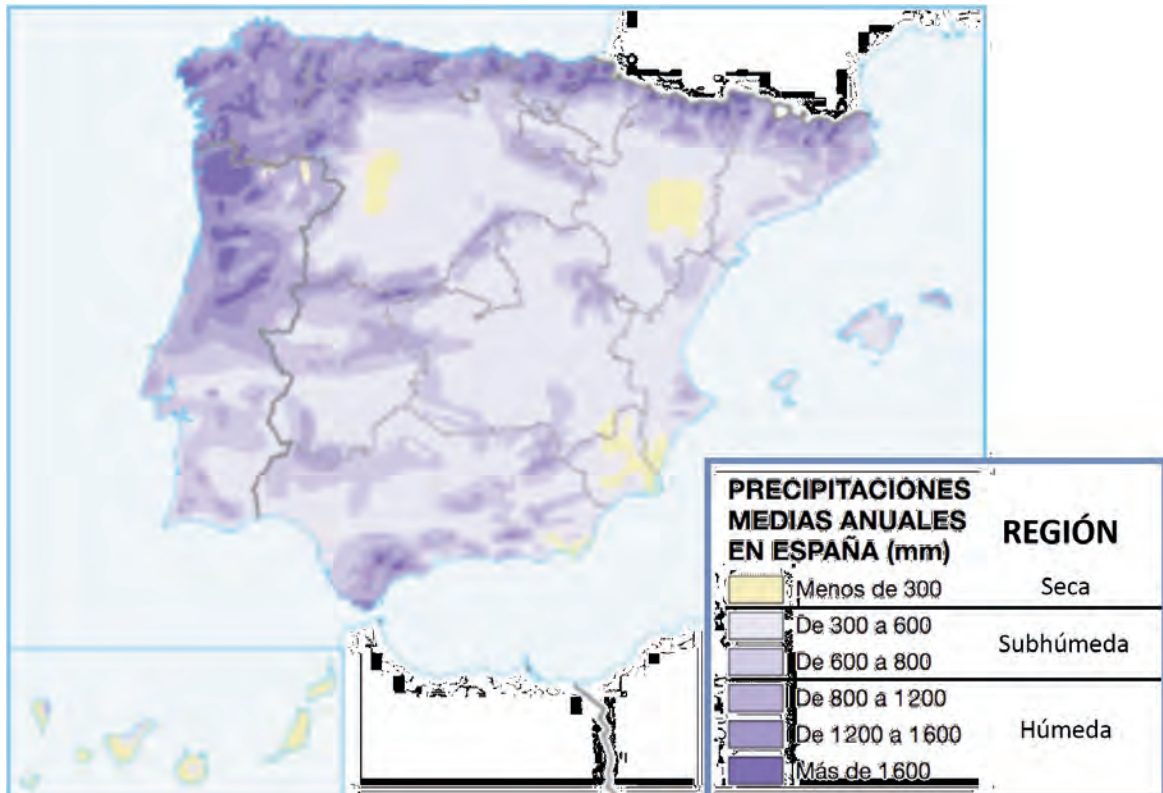 PRECIPITACIONES
MEDIAS ANUALES
EN ESPAÑA (mm)
REGIÓN
Menos de 300
Seca
De 300 a 600
De 600 a 800
Subhúmeda
De 800 a 1200
De 1200 a 1600
Más de 1600
Húmeda